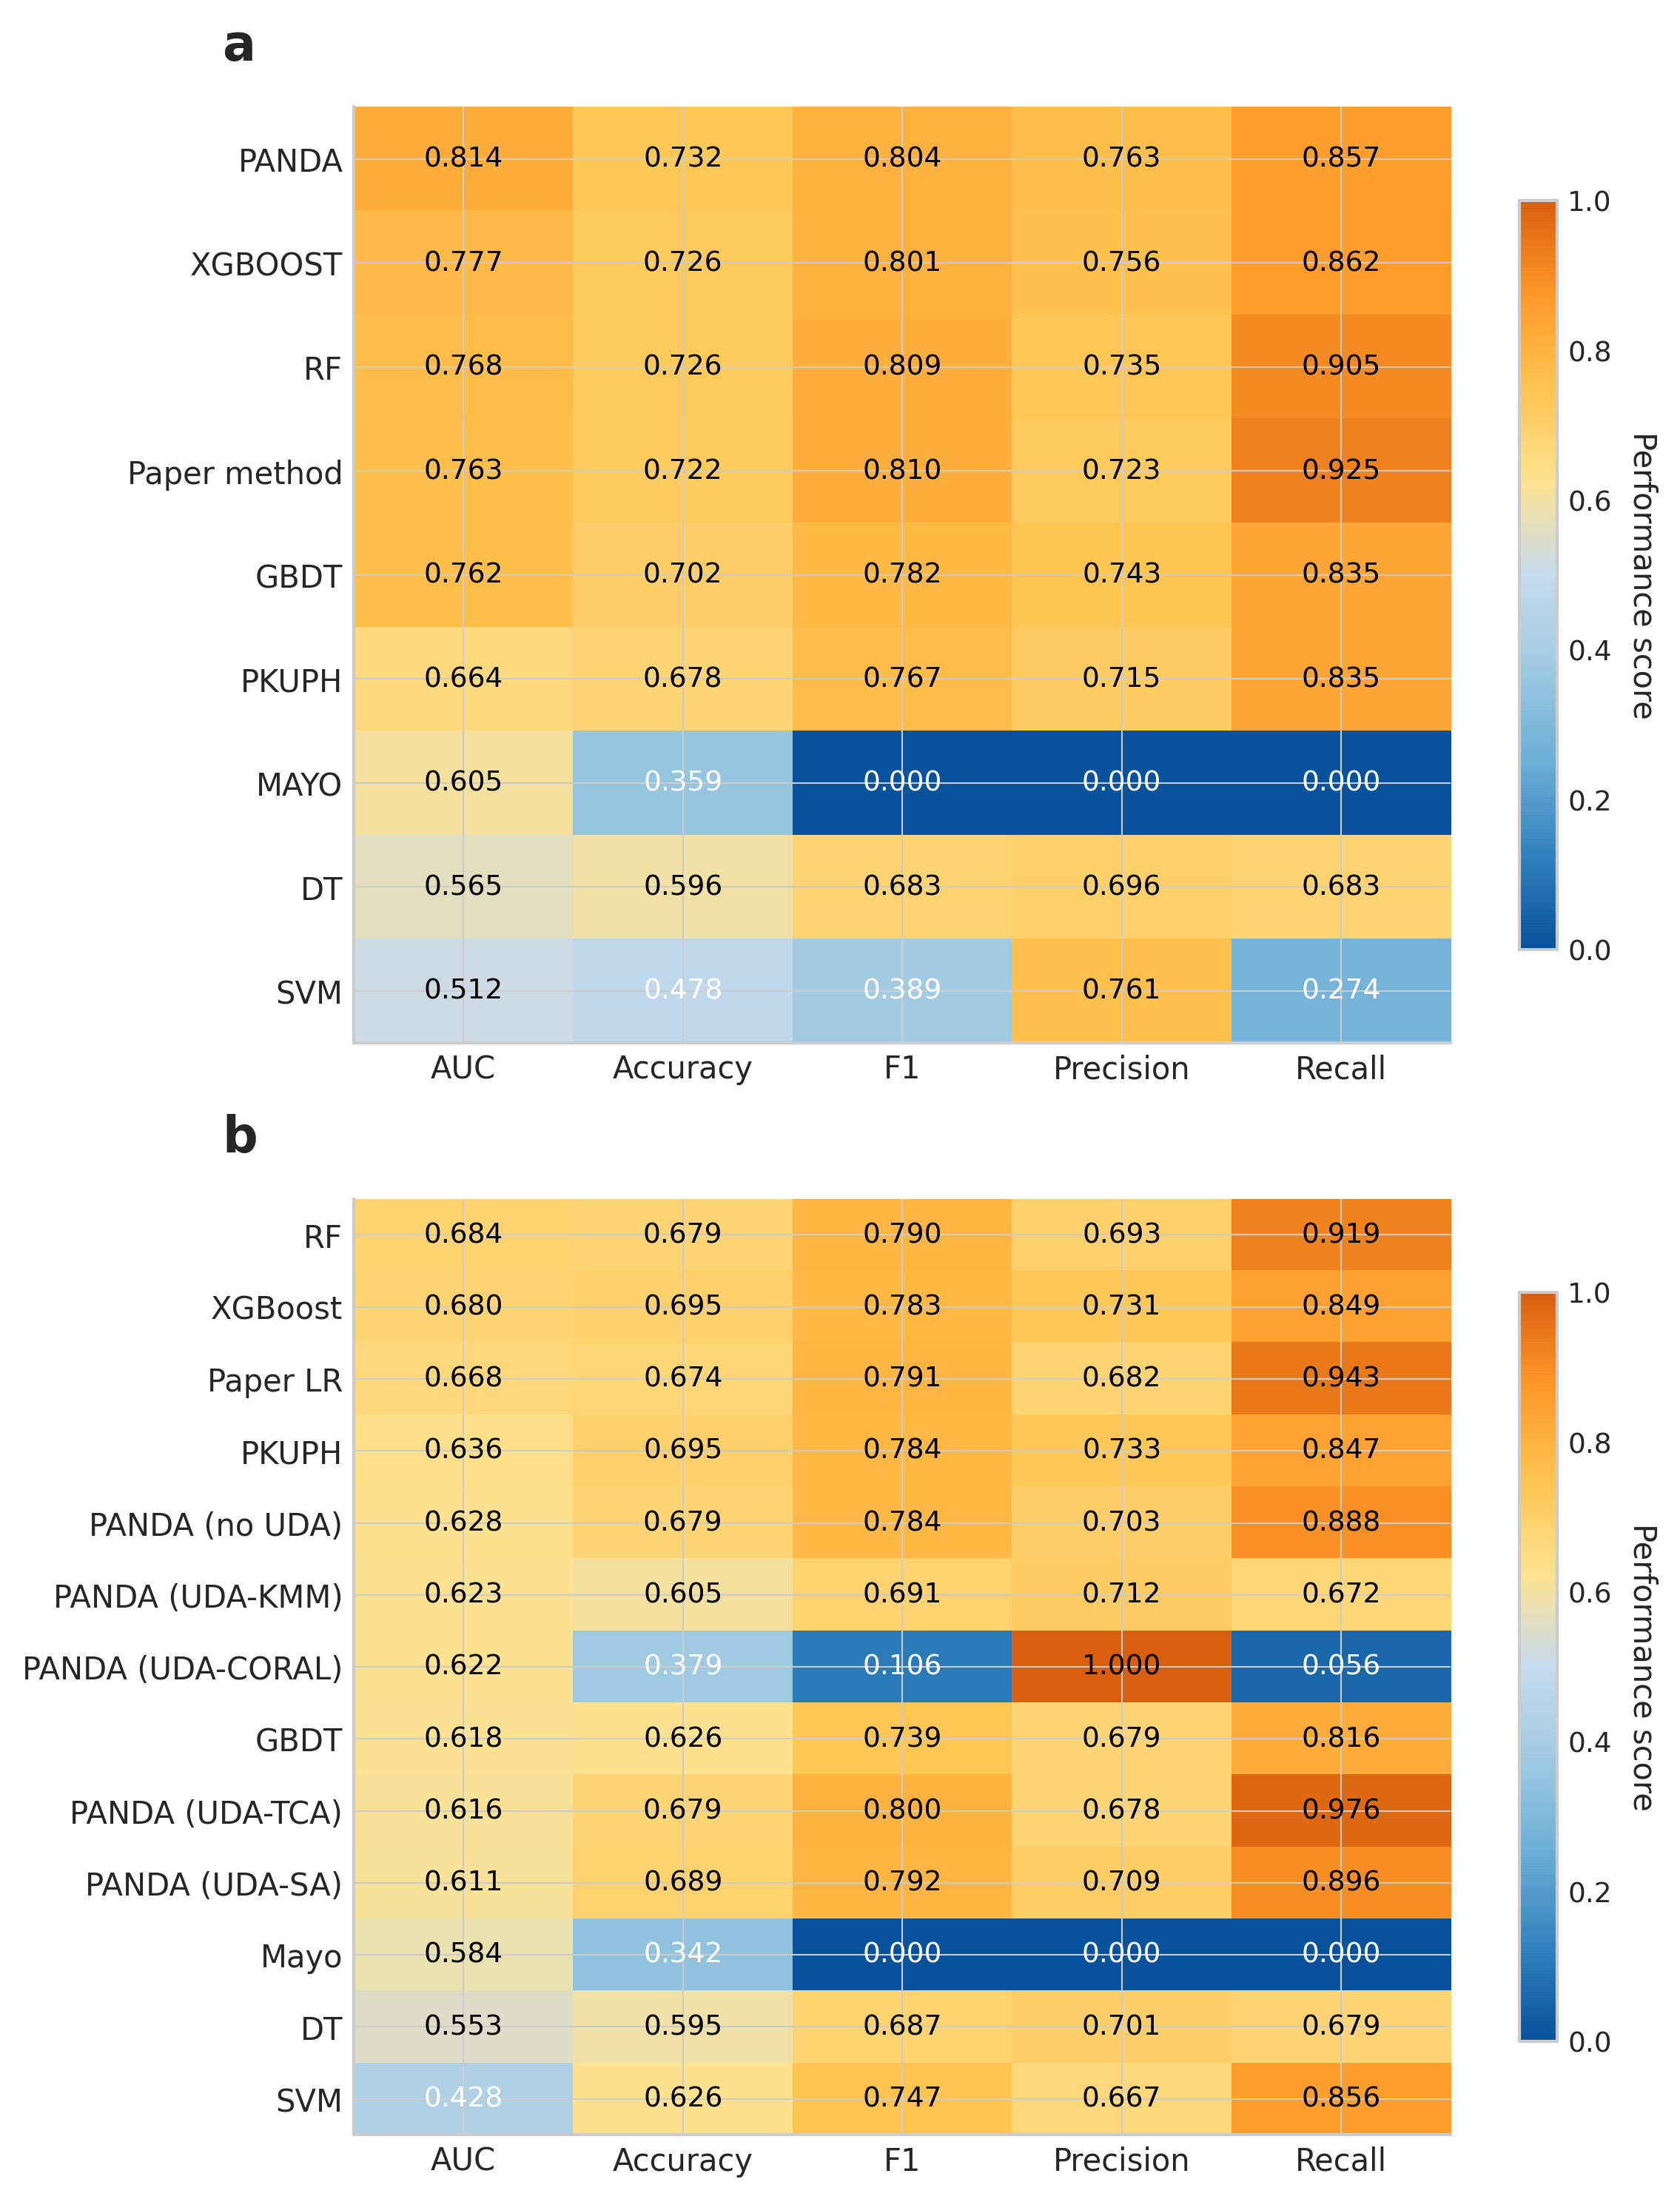 a
PANDA 0.814 0.732 0.804 0.763 0.857
XGBOOST 0.777 0.726 0.801 0.756 0.862
RF 0.768 0.726 0.809 0.735 0.905
Paper method 0.763 0.722 0.810 0.723 0.925
GBDT 0.762 0.702 0.782 0.743 0.835
PKUPH 0.664 0.678 0.767 0.715 0.835
MAYO 0.605 0.359 0.000 0.000 0.000
DT 0.565 0.596 0.683 0.696 0.683
SVM 0.512 0.478 0.389 0.761 0.274
AUC Accuracy F1 Precision Recall
1.0
0.8
0.6
0.4
0.2
0.0
Performance score
b
RF 0.684 0.679 0.790 0.693 0.919
XGBoost 0.680 0.695 0.783 0.731 0.849
Paper LR 0.668 0.674 0.791 0.682 0.943
PKUPH 0.636 0.695 0.784 0.733 0.847
PANDA (no UDA) 0.628 0.679 0.784 0.703 0.888
PANDA (UDA-KMM) 0.623 0.605 0.691 0.712 0.672
PANDA (UDA-CORAL) 0.622 0.379 0.106 1.000 0.056
GBDT 0.618 0.626 0.739 0.679 0.816
PANDA (UDA-TCA) 0.616 0.679 0.800 0.678 0.976
PANDA (UDA-SA) 0.611 0.689 0.792 0.709 0.896
Mayo 0.584 0.342 0.000 0.000 0.000
DT 0.553 0.595 0.687 0.701 0.679
SVM 0.428 0.626 0.747 0.667 0.856
AUC Accuracy F1 Precision Recall
1.0
0.8
0.6
0.4
0.2
0.0
Performance score